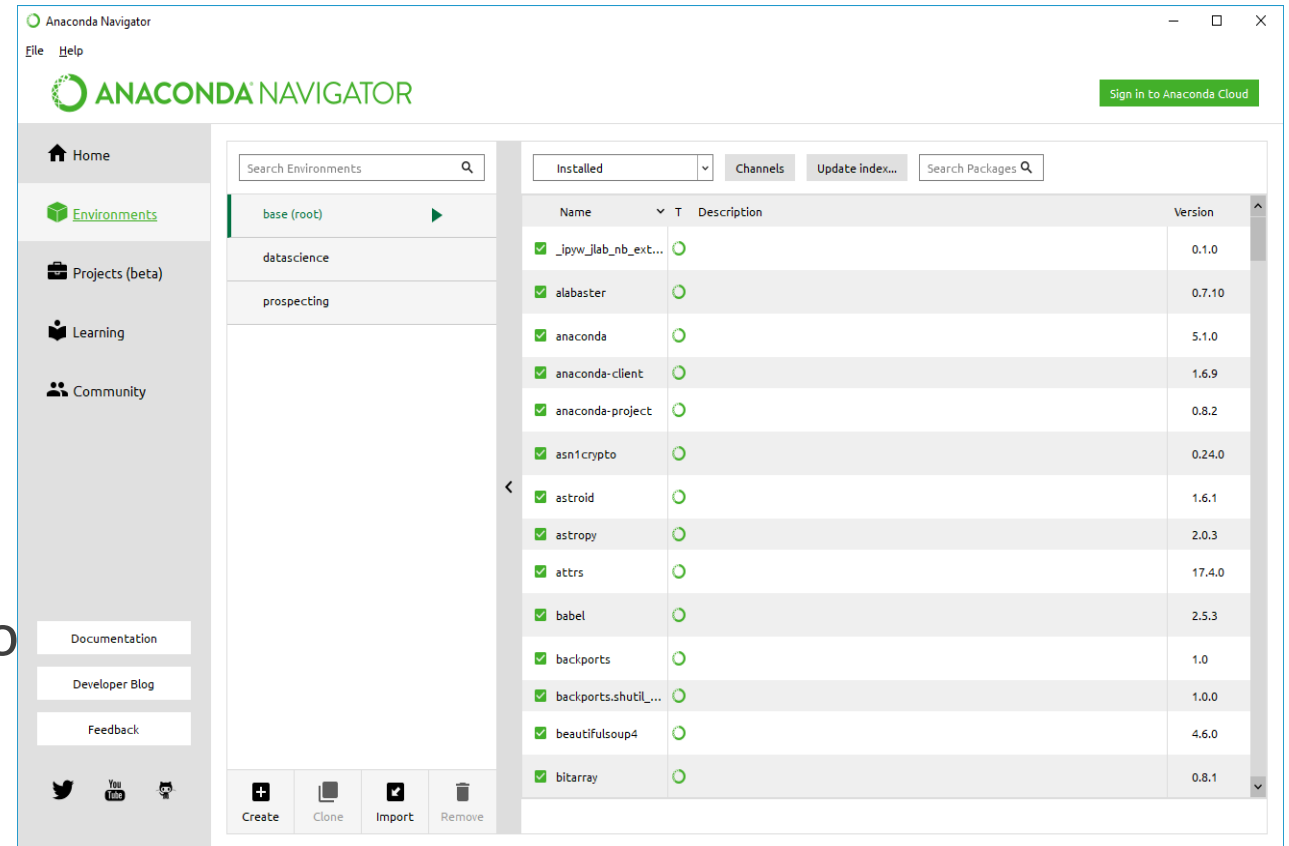 Anaconda Navigator
File Help
ANACONDA NAVIGATOR
Sign in to Anaconda Cloud
Home
Environments
Projects (beta)
Learning
Community
Documentation
Developer Blog
Feedback
You Tube
Search Environments
base (root)
datascience
prospecting
Create Clone Import Remove
Installed Channels Update index... Search Packages
Name T Description Version
_ipyw_jlab_nb_ext... 0.1.0
alabaster 0.7.10
anaconda 5.1.0
anaconda-client 1.6.9
anaconda-project 0.8.2
asn1crypto 0.24.0
astroid 1.6.1
astropy 2.0.3
attrs 17.4.0
babel 2.5.3
backports 1.0
backports.shutil_... 1.0.0
beautifulsoup4 4.6.0
bitarray 0.8.1